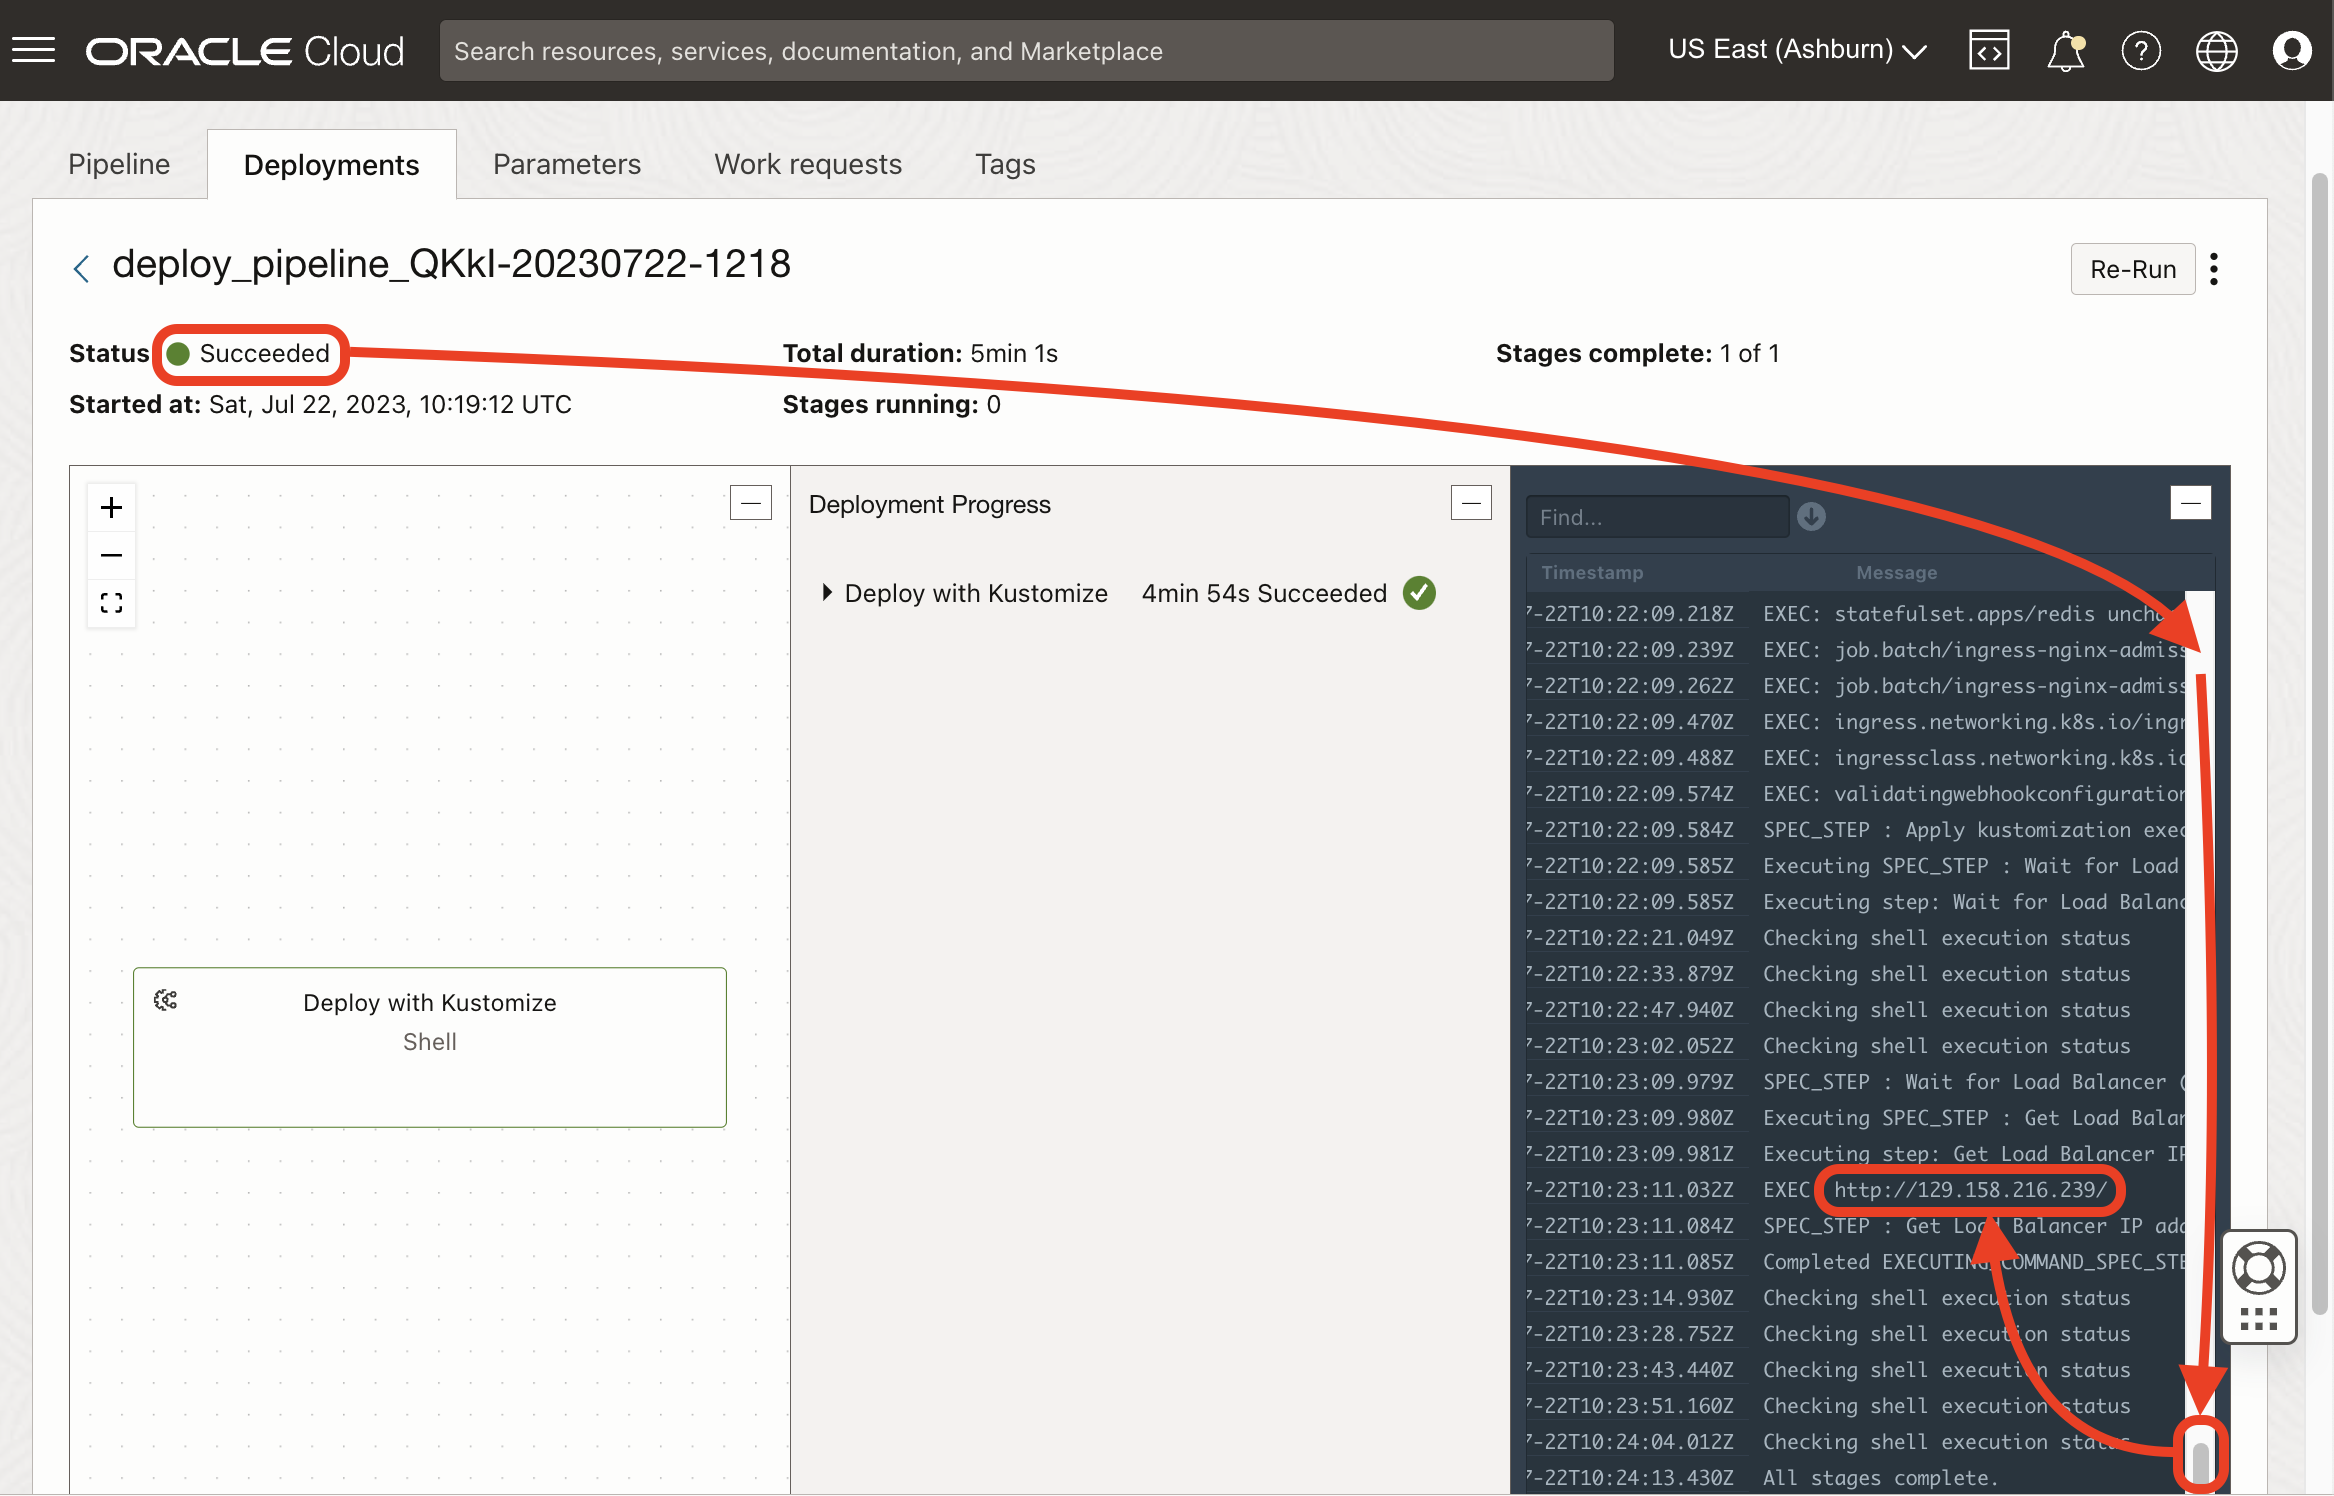 ORACLE Cloud
Search resources, services, documentation, and Marketplace
US East (Ashburn)
Pipeline
Deployments
Parameters
Work requests
Tags
deploy_pipeline_QKkI-20230722-1218
Re-Run
Status Succeeded
Total duration: 5min 1s
Stages complete: 1 of 1
Started at: Sat, Jul 22, 2023, 10:19:12 UTC
Stages running: 0
Deploy with Kustomize
Shell
Deployment Progress
Deploy with Kustomize 4min 54s Succeeded
Find...
Timestamp Message
7-22T10:22:09.218Z EXEC: statefulset.apps/redis
7-22T10:22:09.239Z EXEC: job.batch/ingress-nginx-admiss
7-22T10:22:09.262Z EXEC: job.batch/ingress-nginx-admiss
7-22T10:22:09.470Z EXEC: ingress.networking.k8s.io/ingr
7-22T10:22:09.488Z EXEC: ingressclass.networking.k8s.io
7-22T10:22:09.574Z EXEC: validatingwebhookconfiguration
7-22T10:22:09.584Z SPEC_STEP : Apply kustomization exec
7-22T10:22:09.585Z Executing SPEC_STEP : Wait for Load
7-22T10:22:09.585Z Executing step: Wait for Load Balanc
7-22T10:22:21.049Z Checking shell execution status
7-22T10:22:33.879Z Checking shell execution status
7-22T10:22:47.940Z Checking shell execution status
7-22T10:23:02.052Z Checking shell execution status
7-22T10:23:09.979Z SPEC_STEP : Wait for Load Balancer (
7-22T10:23:09.980Z Executing SPEC_STEP : Get Load Balan
7-22T10:23:09.981Z Executing step: Get Load Balancer IP
7-22T10:23:11.032Z EXEC http://129.158.216.239/
7-22T10:23:11.084Z SPEC_STEP : Get Load Balancer IP add
7-22T10:23:11.085Z Completed EXECUTING_COMMAND_SPEC_STE
7-22T10:23:14.930Z Checking shell execution status
7-22T10:23:28.752Z Checking shell execution status
7-22T10:23:43.440Z Checking shell execution status
7-22T10:23:51.160Z Checking shell execution status
7-22T10:24:04.012Z Checking shell execution status
7-22T10:24:13.430Z All stages complete.